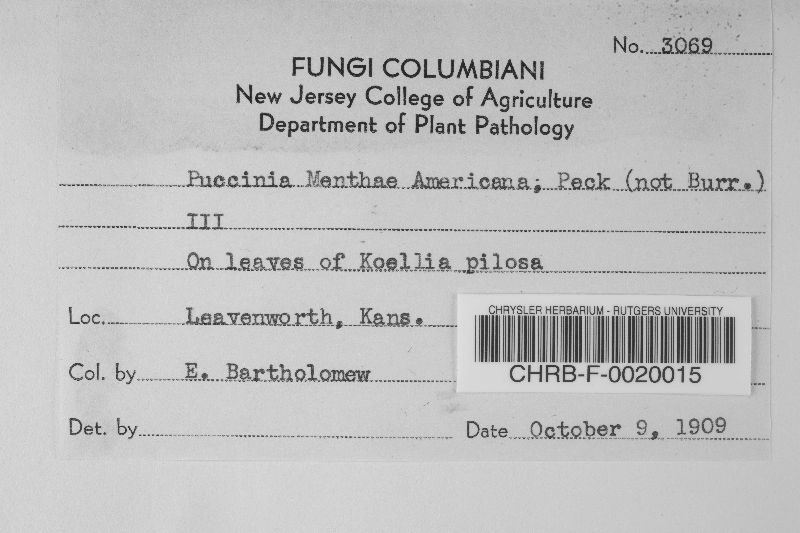 No. 3069
FUNGI COLUMBIANI
New Jersey College of Agriculture
Department of Plant Pathology
Puccinia Menthae Americana; Peck (not Burr.)
III
On leaves of Koellia pilosa
Loc. Leavenworth, Kans.
CHRYSLER HERBARIUM - RUTGERS UNIVERSITY
CHRB-F-0020015
Col. by E. Bartholomew
Det. by
Date October 9, 1909